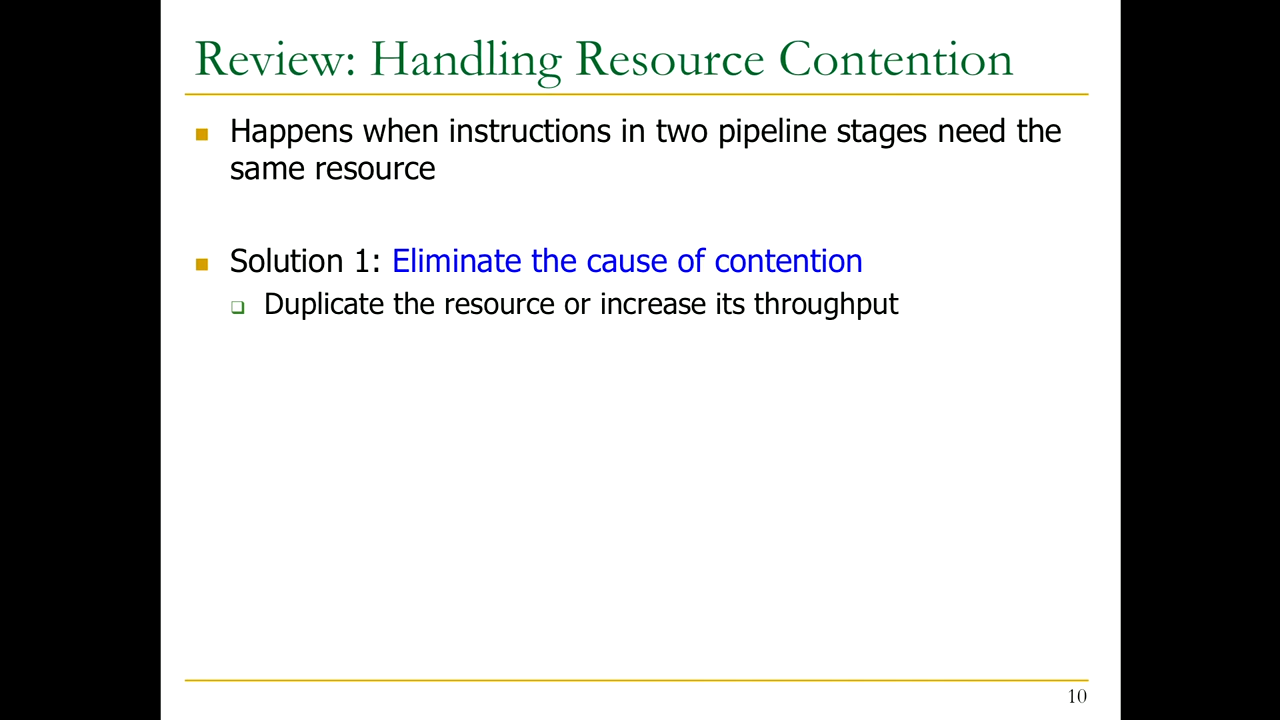 Review: Handling Resource Contention
Happens when instructions in two pipeline stages need the
same resource
Solution 1: Eliminate the cause of contention
Duplicate the resource or increase its throughput
10